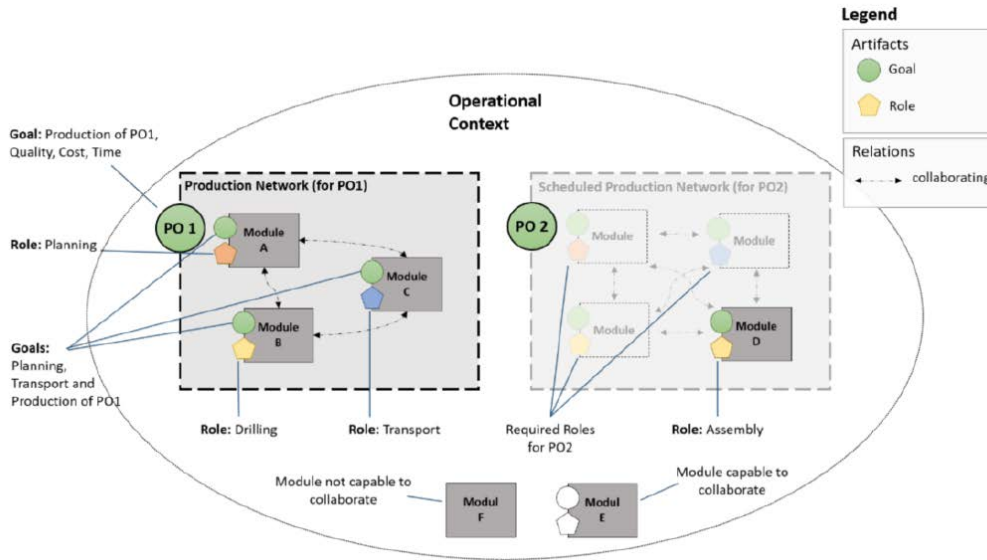 Legend
Artifacts
Goal
Role
Relations
collaborating
Operational
Context
Goal: Production of PO1,
Quality, Cost, Time
Production Network (for PO1)
PO 1
Module
A
Role: Planning
Module
C
Module
B
Goals:
Planning,
Transport and
Production of PO1
Role: Drilling
Role: Transport
Scheduled Production Network (for PO2)
PO 2
Module
Module
Module
Module
D
Required Roles
for PO2
Role: Assembly
Module not capable to
collaborate
Modul
F
Modul
E
Module capable to
collaborate